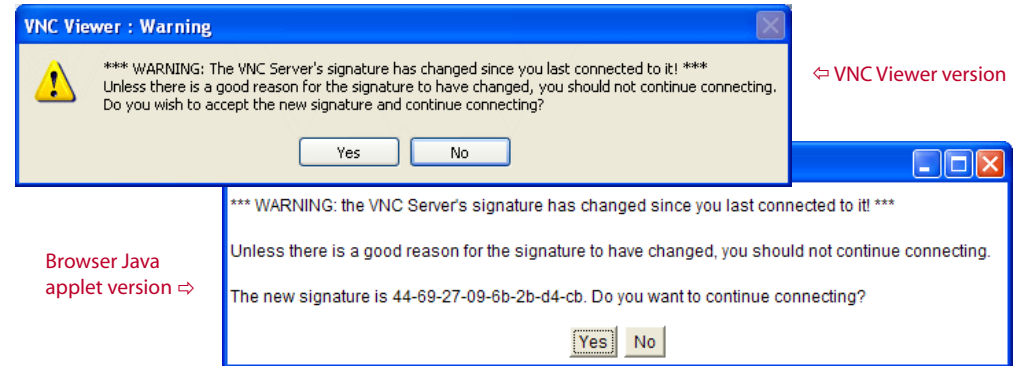 VNC Viewer : Warning
*** WARNING: The VNC Server's signature has changed since you last connected to it! ***
Unless there is a good reason for the signature to have changed, you should not continue connecting.
Do you wish to accept the new signature and continue connecting?
Yes No
⇦ VNC Viewer version
*** WARNING: the VNC Server's signature has changed since you last connected to it! ***
Unless there is a good reason for the signature to have changed, you should not continue connecting.
The new signature is 44-69-27-09-6b-2b-d4-cb. Do you want to continue connecting?
Yes No
Browser Java
applet version ⇨